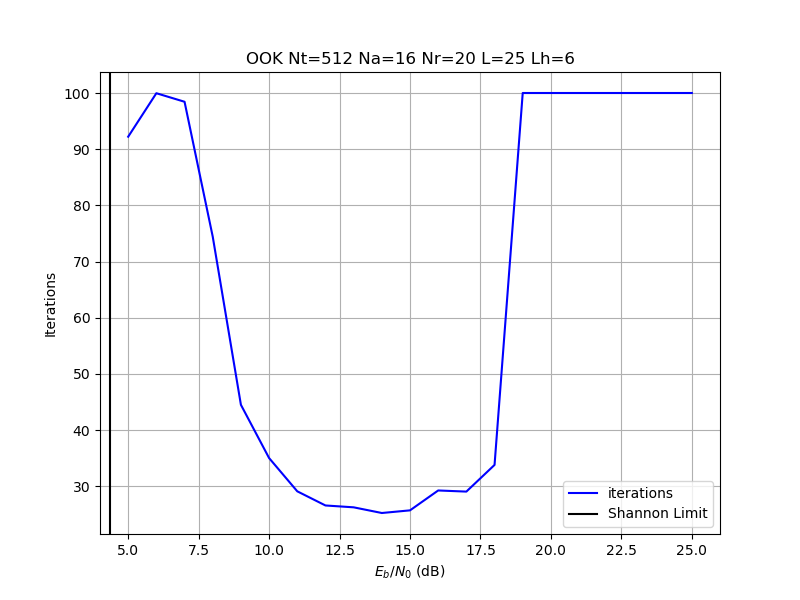 OOK Nt=512 Na=16 Nr=20 L=25 Lh=6
100
90
80
70
60
50
40
30
Iterations
iterations
Shannon Limit
5.0 7.5 10.0 12.5 15.0 17.5 20.0 22.5 25.0
E_b/N_0 (dB)